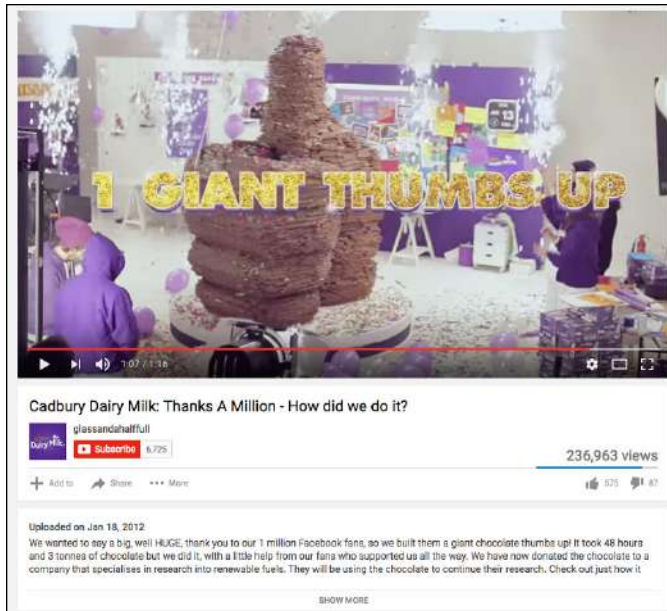 JAN
13
1 GIANT THUMBS UP
1:07 / 1:16
Cadbury Dairy Milk: Thanks A Million - How did we do it?
glassandahalffull
Dairy Milk
Subscribe 6,725
236,963 views
Add to Share More
575 87
Uploaded on Jan 18, 2012
We wanted to say a big, well HUGE, thank you to our 1 million Facebook fans, so we built them a giant chocolate thumbs up! It took 48 hours
and 3 tonnes of chocolate but we did it, with a little help from our fans who supported us all the way. We have now donated the chocolate to a
company that specialises in research into renewable fuels. They will be using the chocolate to continue their research. Check out just how it
SHOW MORE